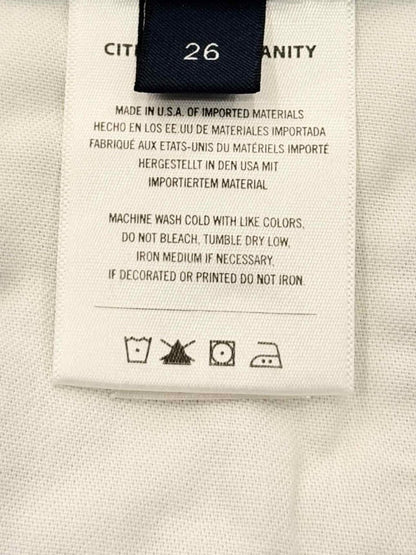 26
CIT ANITY
MADE IN U.S.A. OF IMPORTED MATERIALS
HECHO EN LOS EE.UU DE MATERIALES IMPORTADA
FABRIQUÉ AUX ETATS-UNIS DU MATÉRIELS IMPORTÉ
HERGESTELLT IN DEN USA MIT
IMPORTIERTEM MATERIAL
MACHINE WASH COLD WITH LIKE COLORS,
DO NOT BLEACH, TUMBLE DRY LOW,
IRON MEDIUM IF NECESSARY.
IF DECORATED OR PRINTED DO NOT IRON.